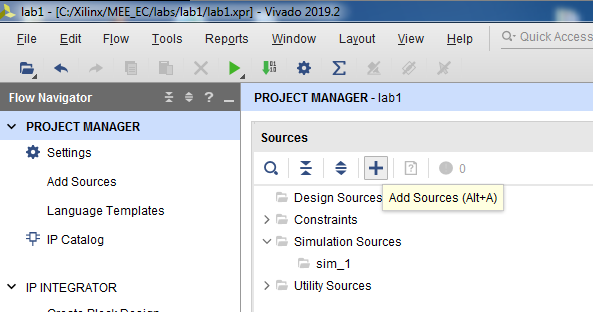 lab1 - [C:/Xilinx/MEE_EC/labs/lab1/lab1.xpr] - Vivado 2019.2
File Edit Flow Tools Reports Window Layout View Help Quick Access
Flow Navigator ?
PROJECT MANAGER - lab1
PROJECT MANAGER
Settings
Add Sources
Language Templates
IP Catalog
IP INTEGRATOR
Sources
0
Design Sources
Add Sources (Alt+A)
Constraints
Simulation Sources
sim_1
Utility Sources